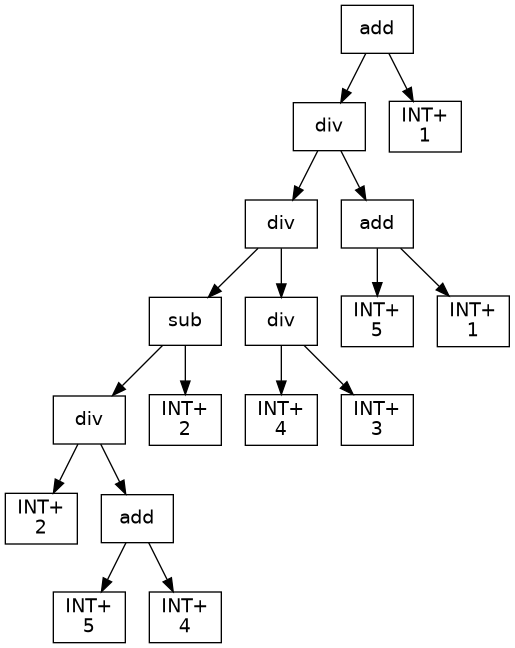 add
div
INT+
1
div
add
sub
div
INT+
5
INT+
1
div
INT+
2
INT+
4
INT+
3
INT+
2
add
INT+
5
INT+
4